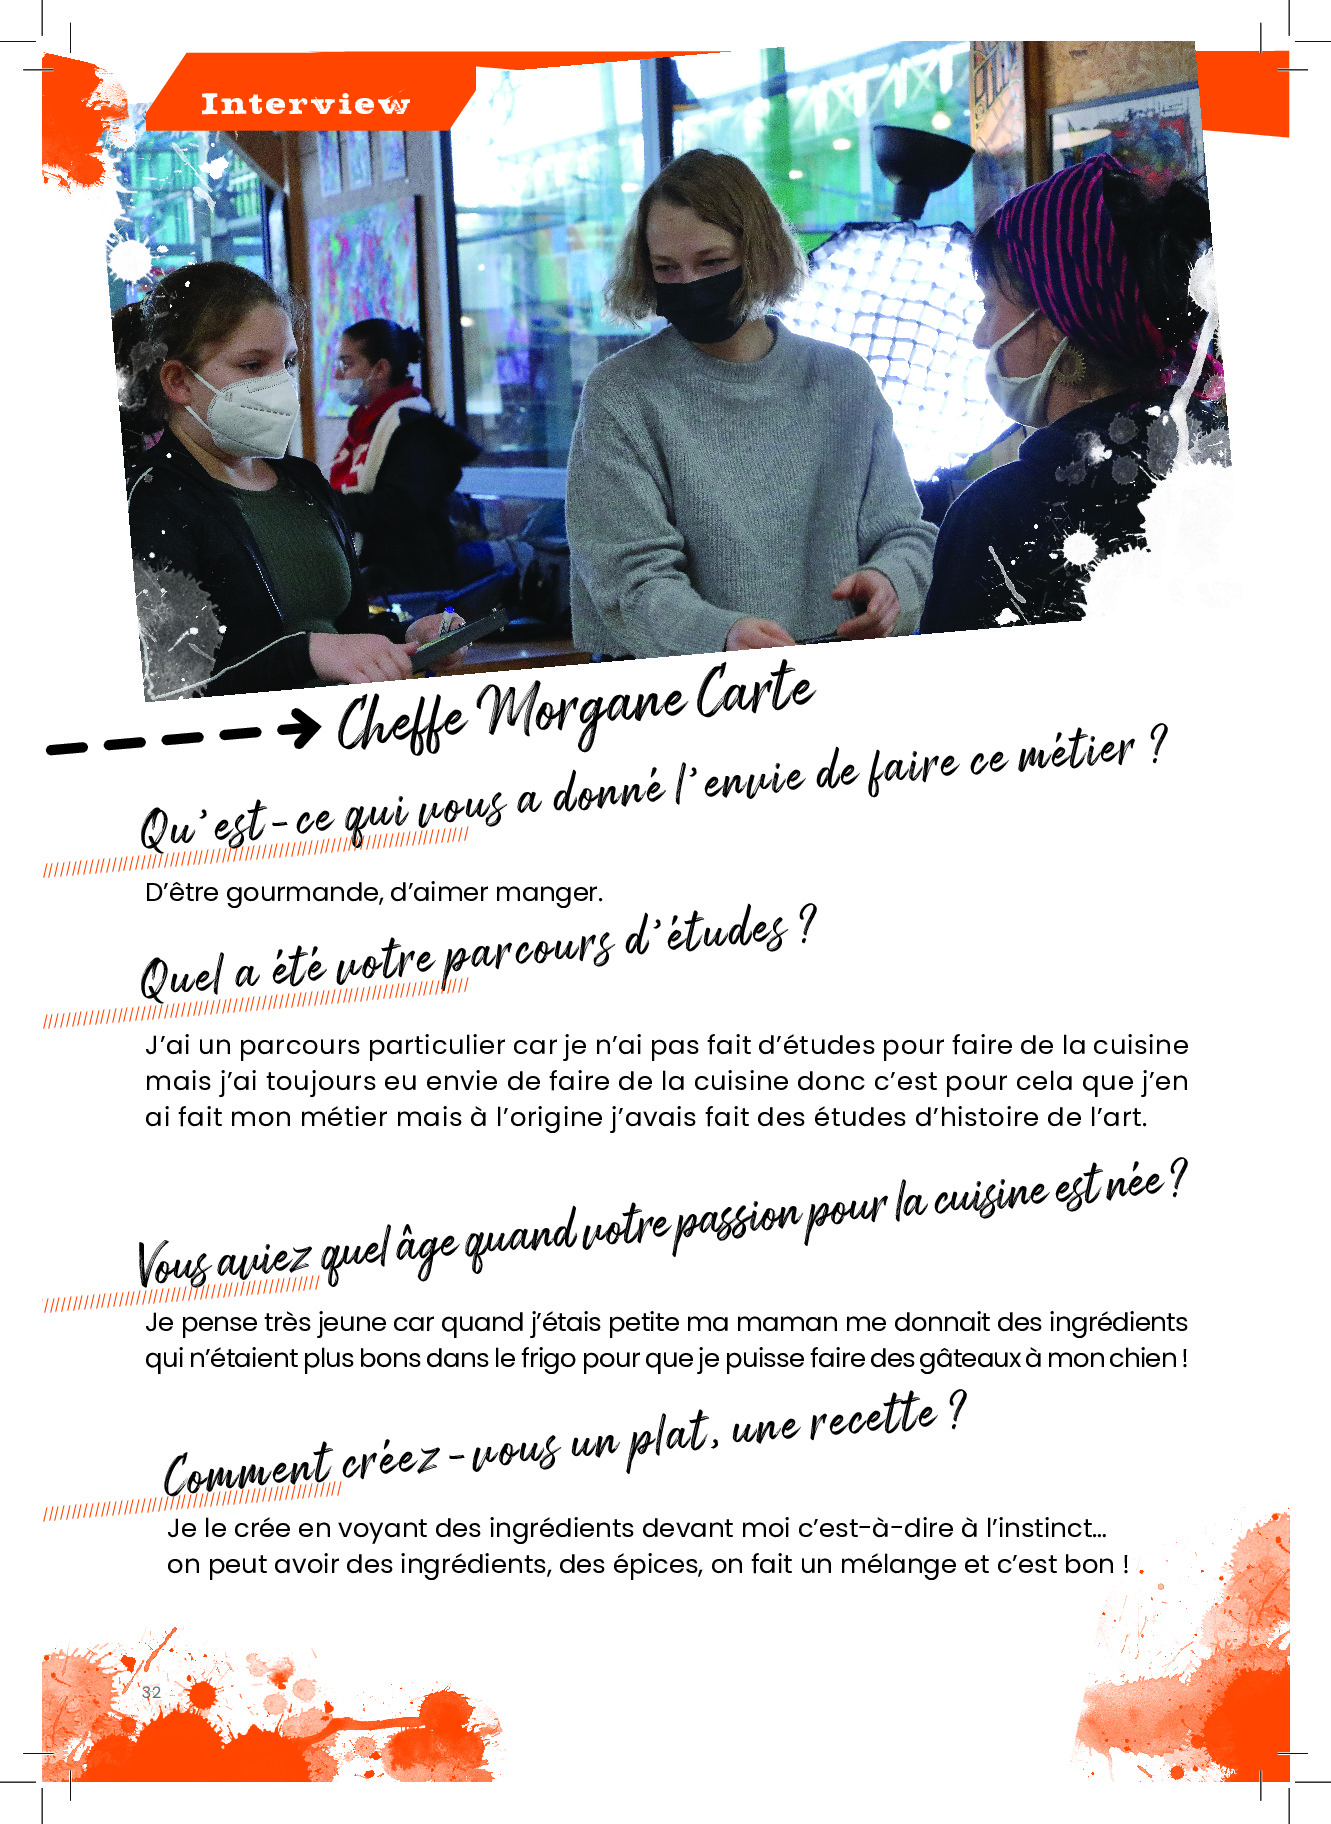 Interview
Cheffe Morgane Carte
Qu'est-ce qui vous a donné l'envie de faire ce métier ?
D'être gourmande, d'aimer manger.
Quel a été votre parcours d'études ?
J'ai un parcours particulier car je n'ai pas fait d'études pour faire de la cuisine
mais j'ai toujours eu envie de faire de la cuisine donc c'est pour cela que j'en
ai fait mon métier mais à l'origine j'avais fait des études d'histoire de l'art.
Vous aviez quel âge quand votre passion pour la cuisine est née ?
Je pense très jeune car quand j'étais petite ma maman me donnait des ingrédients
qui n'étaient plus bons dans le frigo pour que je puisse faire des gâteaux à mon chien !
Comment créez-vous un plat, une recette ?
Je le crée en voyant des ingrédients devant moi c'est-à-dire à l'instinct...
on peut avoir des ingrédients, des épices, on fait un mélange et c'est bon !
32